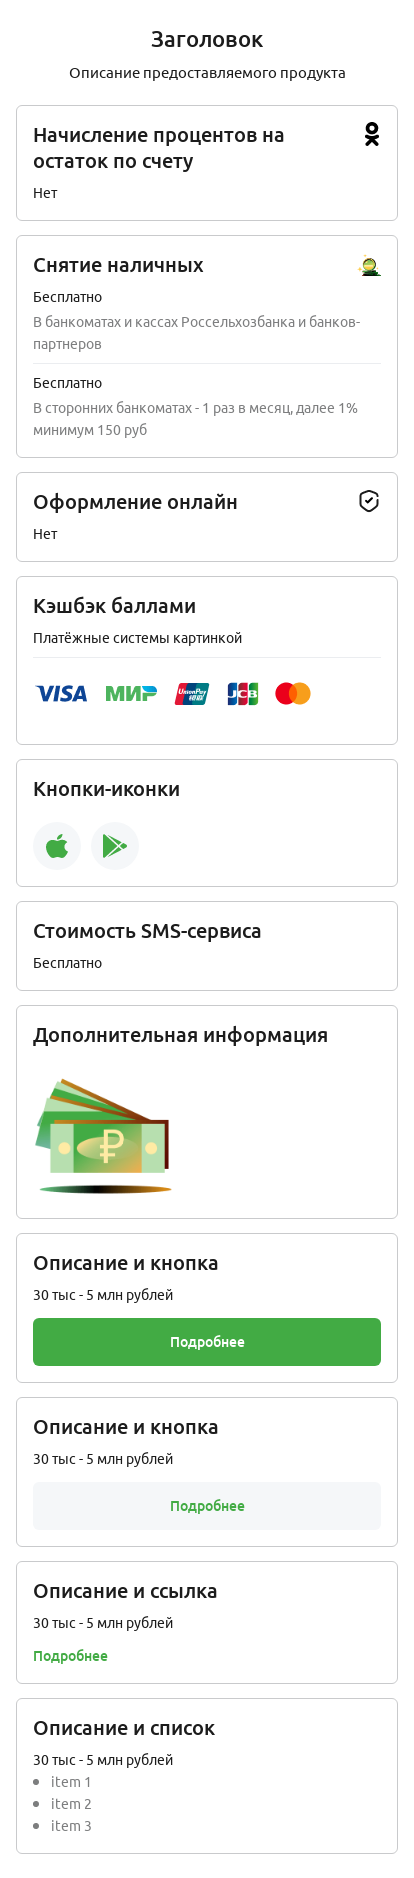 Заголовок
Описание предоставляемого продукта
Начисление процентов на
остаток по счету
Нет
Снятие наличных
Бесплатно
В банкоматах и кассах Россельхозбанка и банков-
партнеров
Бесплатно
В сторонних банкоматах - 1 раз в месяц, далее 1%
минимум 150 руб
Оформление онлайн
Нет
Кэшбэк баллами
Платёжные системы картинкой
VISA МИР UnionPay 银联 JCB
Кнопки-иконки
Стоимость SMS-сервиса
Бесплатно
Дополнительная информация
₽
Описание и кнопка
30 тыс - 5 млн рублей
Подробнее
Описание и кнопка
30 тыс - 5 млн рублей
Подробнее
Описание и ссылка
30 тыс - 5 млн рублей
Подробнее
Описание и список
30 тыс - 5 млн рублей
item 1
item 2
item 3